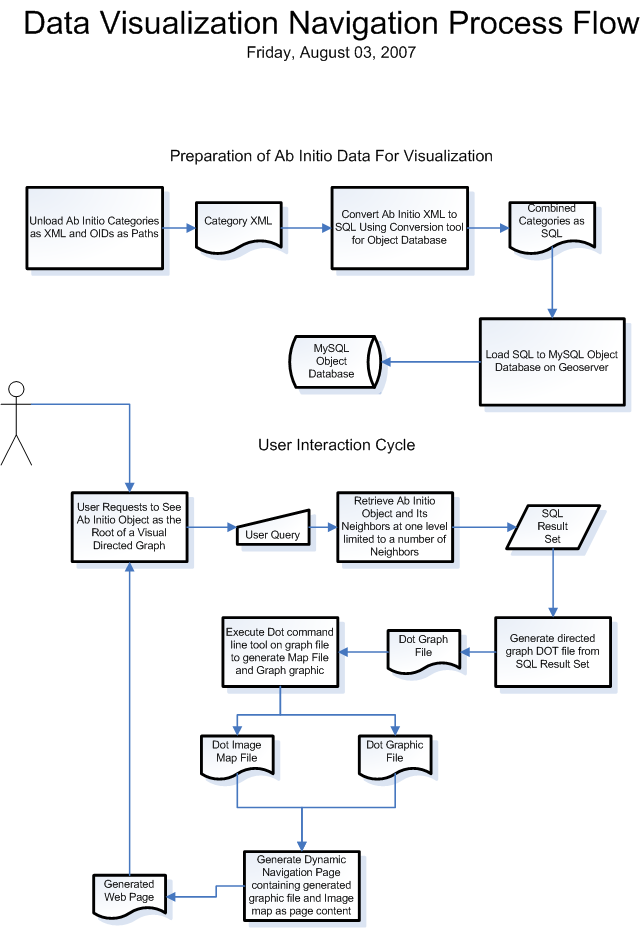 Data Visualization Navigation Process Flow
Friday, August 03, 2007
Preparation of Ab Initio Data For Visualization
Unload Ab Initio Categories
as XML and OIDs as Paths
Category XML
Convert Ab Initio XML to
SQL Using Conversion tool
for Object Database
Combined
Categories as
SQL
MySQL
Object
Database
Load SQL to MySQL Object
Database on Geoserver
User Interaction Cycle
User Requests to See
Ab Initio Object as the
Root of a Visual
Directed Graph
User Query
Retrieve Ab Initio
Object and Its
Neighbors at one level
limited to a number of
Neighbors
SQL
Result
Set
Execute Dot command
line tool on graph file
to generate Map File
and Graph graphic
Dot Graph
File
Generate directed
graph DOT file from
SQL Result Set
Dot Image
Map File
Dot Graphic
File
Generated
Web Page
Generate Dynamic
Navigation Page
containing generated
graphic file and Image
map as page content